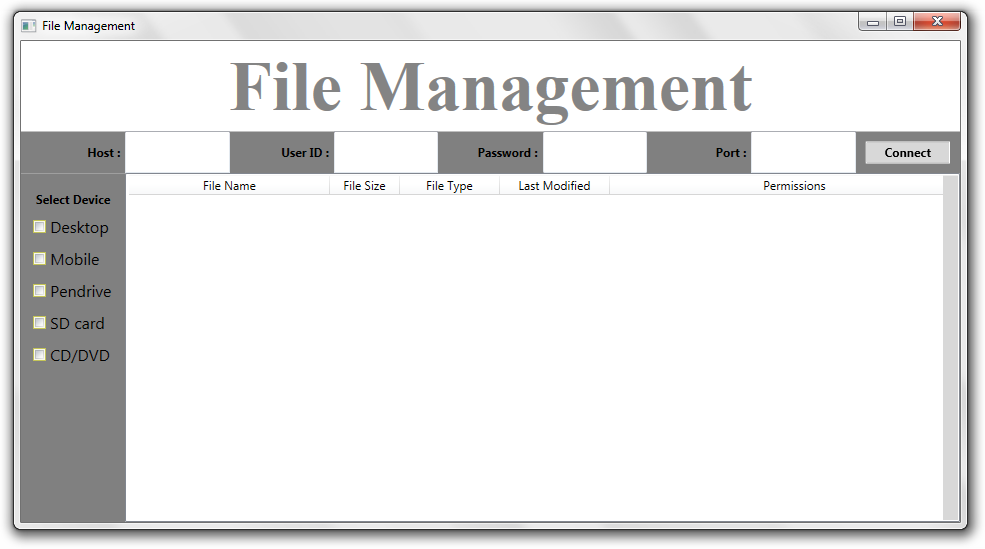 File Management
File Management
Host : User ID : Password : Port : Connect
File Name File Size File Type Last Modified Permissions
Select Device
Desktop
Mobile
Pendrive
SD card
CD/DVD